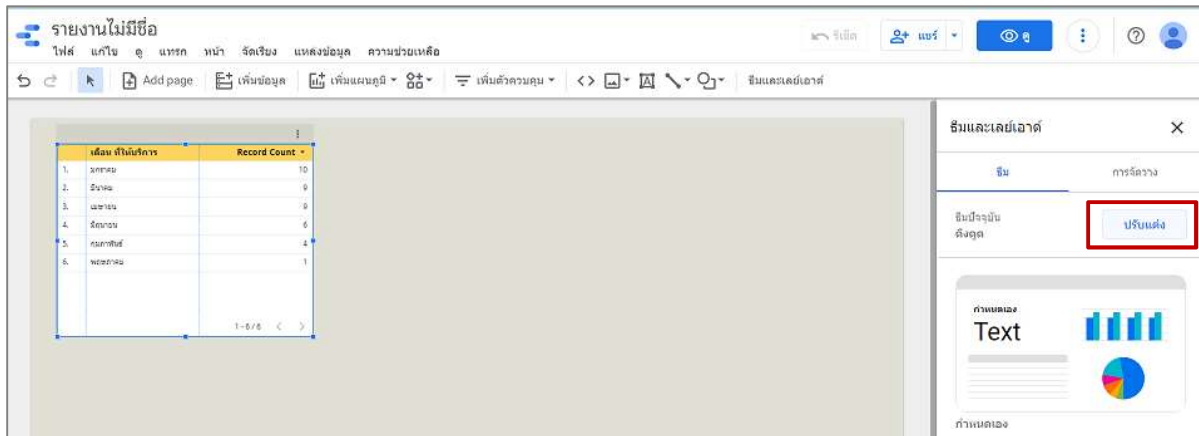 รายงานไม่มีชื่อ
ไฟล์ แก้ไข ดู แทรก หน้า จัดเรียง แหล่งข้อมูล ความช่วยเหลือ
รีเซ็ต แชร์ ดู
Add page เพิ่มข้อมูล เพิ่มแผนภูมิ เพิ่มตัวควบคุม ธีมและเลย์เอาต์
ธีมและเลย์เอาต์
ธีม การจัดวาง
ธีมปัจจุบัน
ดึงดูด
ปรับแต่ง
เดือน ที่ให้บริการ Record Count
1. มกราคม 10
2. มีนาคม 9
3. เมษายน 9
4. มิถุนายน 6
5. กุมภาพันธ์ 4
6. พฤษภาคม 1
1-6/6
กำหนดเอง
Text
กำหนดเอง